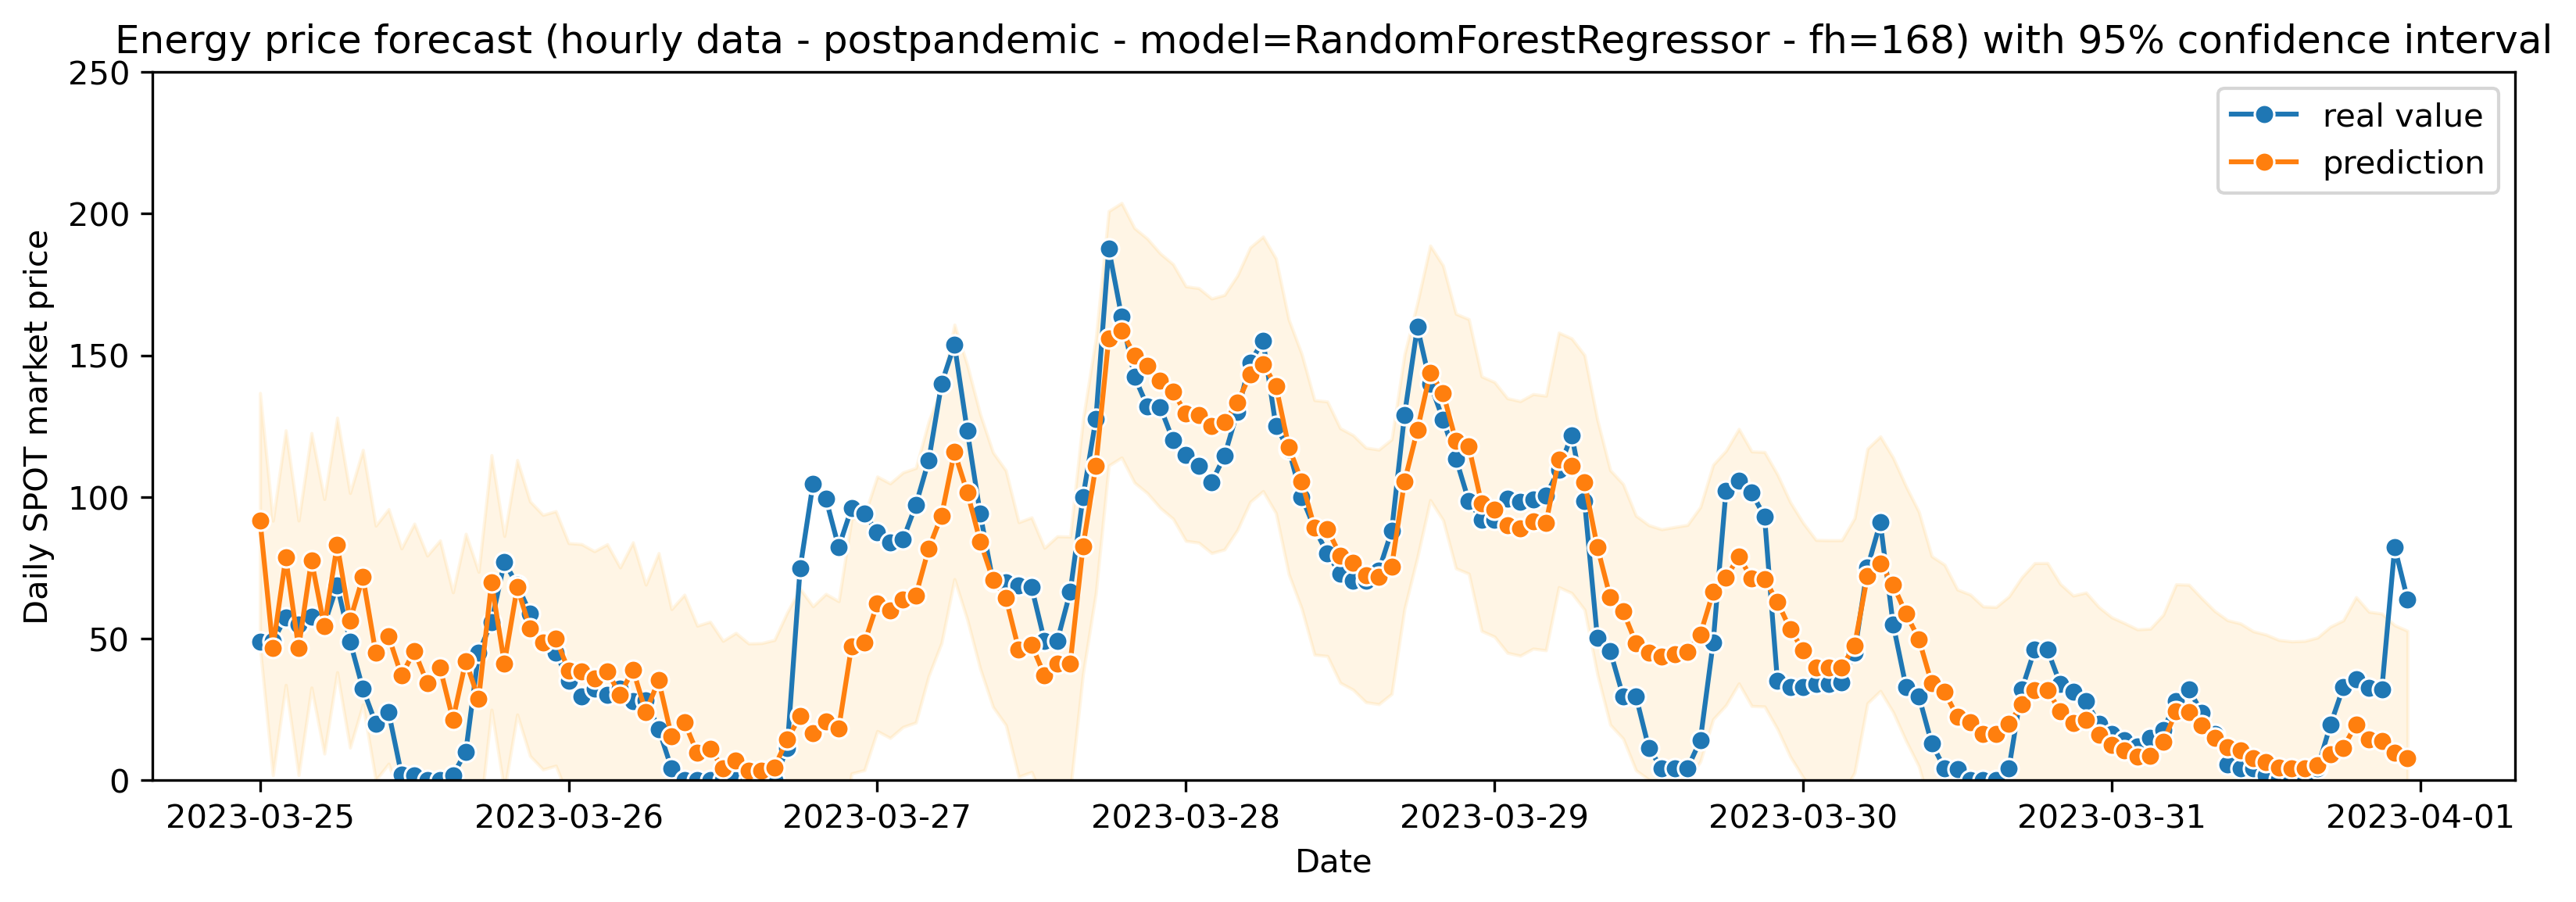 Energy price forecast (hourly data - postpandemic - model=RandomForestRegressor - fh=168) with 95% confidence interval
250
200
150
100
50
0
Daily SPOT market price
real value
prediction
2023-03-25
2023-03-26
2023-03-27
2023-03-28
2023-03-29
2023-03-30
2023-03-31
2023-04-01
Date